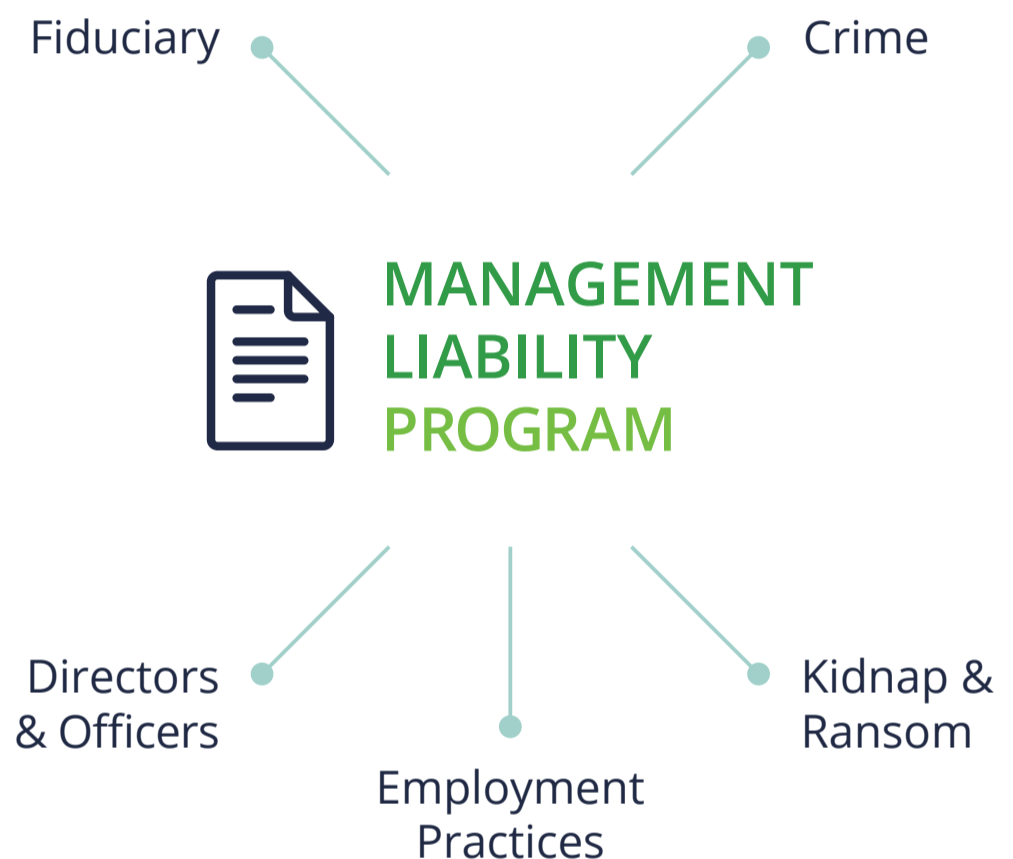 Fiduciary
Crime
MANAGEMENT
LIABILITY
PROGRAM
Directors
& Officers
Employment
Practices
Kidnap &
Ransom